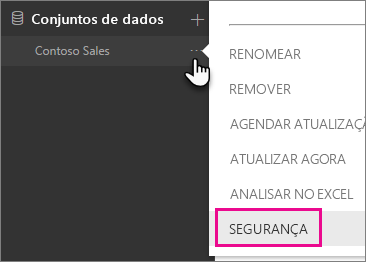 Conjuntos de dados
Contoso Sales
RENOMEAR
REMOVER
AGENDAR ATUALIZAÇÃ
ATUALIZAR AGORA
ANALISAR NO EXCEL
SEGURANÇA